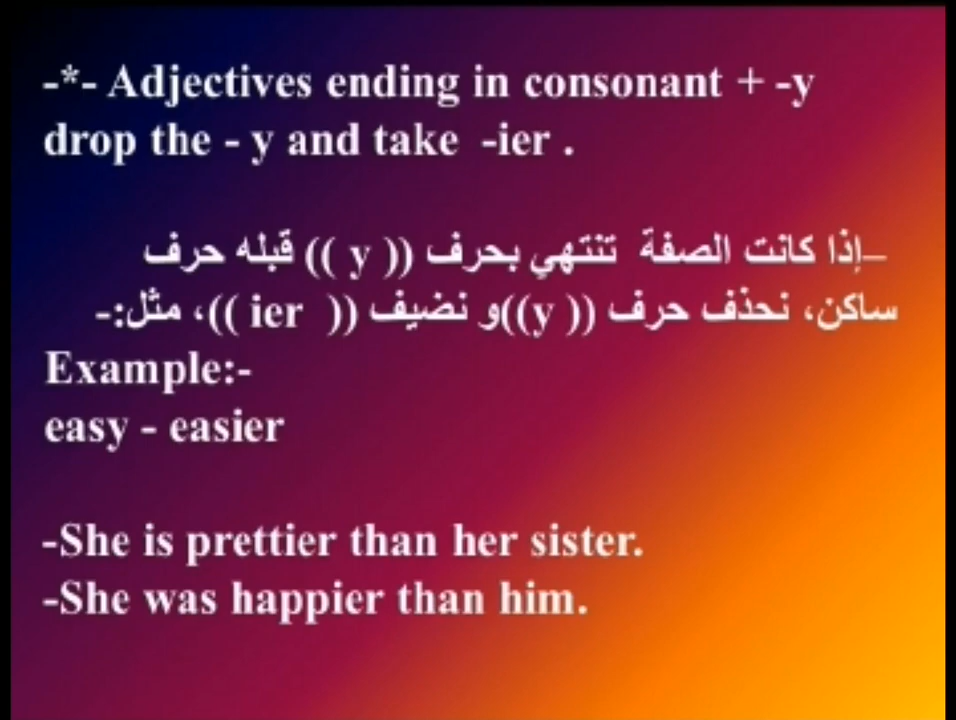 -*- Adjectives ending in consonant + -y
drop the - y and take -ier .
–إذا كانت الصفة تنتهي بحرف (( y )) قبله حرف
ساكن، نحذف حرف (( y ))و نضيف (( ier ))، مثل:-
Example:-
easy - easier
-She is prettier than her sister.
-She was happier than him.